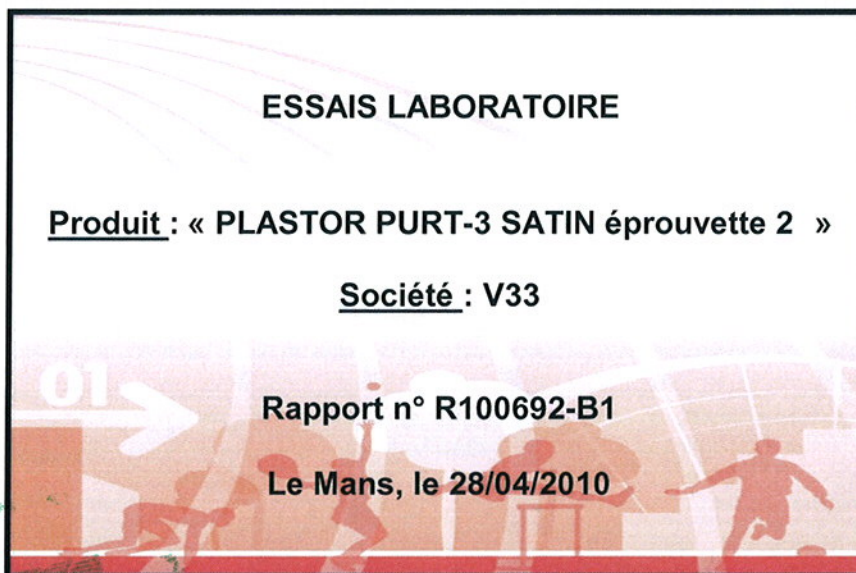 ESSAIS LABORATOIRE
Produit : « PLASTOR PURT-3 SATIN éprouvette 2 »
Société : V33
01
Rapport n° R100692-B1
Le Mans, le 28/04/2010